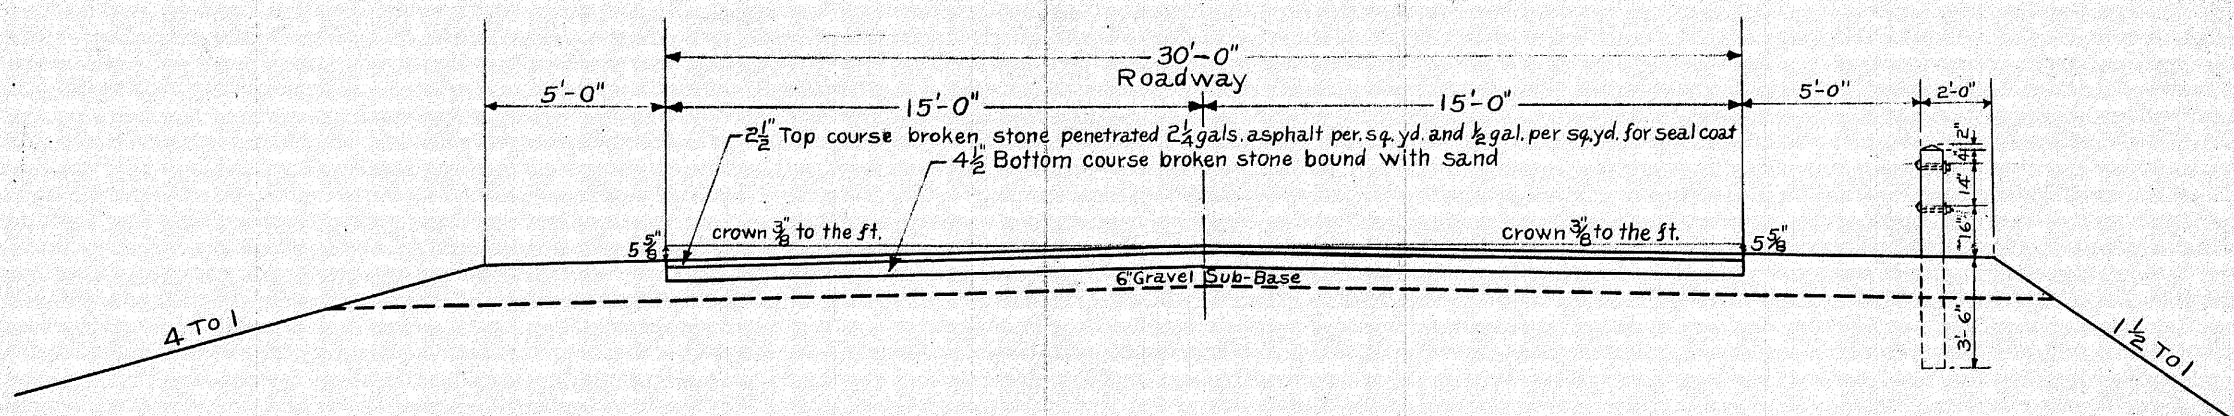 30'-0"
Roadway
5'-0"
15'-0"
15'-0"
5'-0"
2'-0"
2½" Top course broken stone penetrated 2¼ gals. asphalt per. sq. yd. and ½ gal. per sq. yd. for seal coat
4½" Bottom course broken stone bound with sand
2"
4"
14"
16"
3'-6"
5⅝"
crown ⅜" to the ft.
crown ⅜" to the ft.
5⅝"
6" Gravel Sub-Base
4 TO 1
1½ TO 1